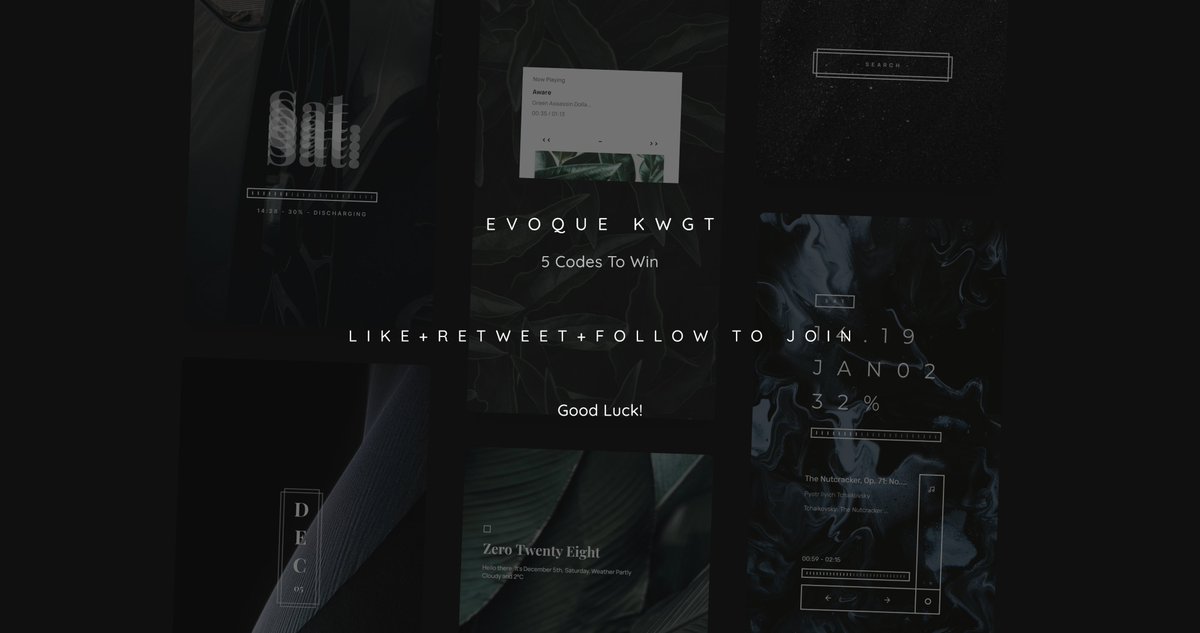 Sat.
14:28 - 30% - DISCHARGING
Now Playing
Aware
Green Assassin Dolla...
00:35 / 01:13
- SEARCH -
EVOQUE KWGT
5 Codes To Win
LIKE+RETWEET+FOLLOW TO JOIN
Good Luck!
SAT
14.19
JAN02
32%
D
E
C
05
Zero Twenty Eight
Hello there. It's December 5th, Saturday, Weather Partly
Cloudy and 2°C
The Nutcracker, Op. 71: No....
Pyotr Ilyich Tchaikovsky
Tchaikovsky: The Nutcracker ...
00:59 - 02:15